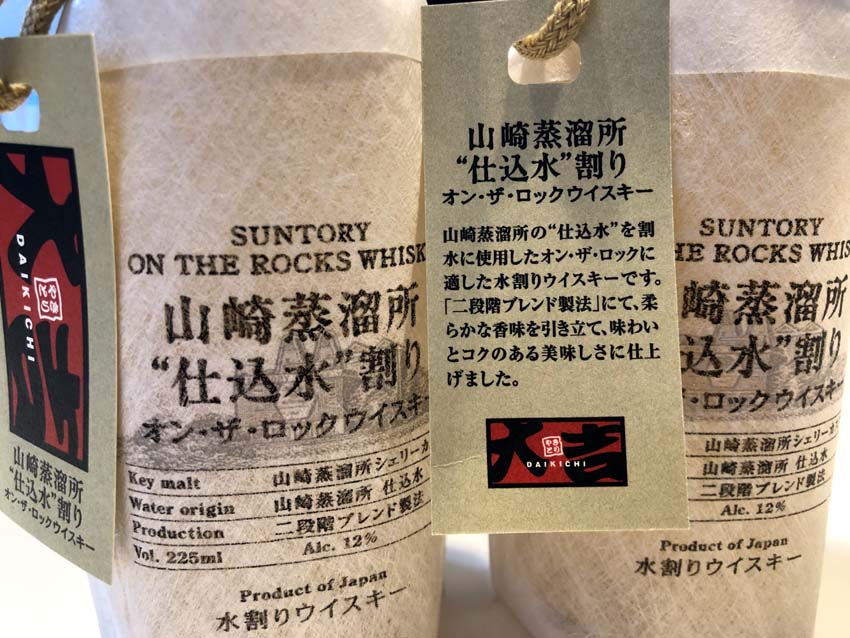 DAIKICHI
やきとり
山崎蒸溜所
“仕込水”割り
オン・ザ・ロックウイスキー
SUNTORY
ON THE ROCKS WHISK
山崎蒸溜所
“仕込水”割り
オン・ザ・ロックウイスキー
Key malt 山崎蒸溜所シェリーカ
Water origin 山崎蒸溜所 仕込水
Production 二段階ブレンド製法
Vol. 225ml Alc. 12%
Product of Japan
水割りウイスキー
山崎蒸溜所
“仕込水”割り
オン・ザ・ロックウイスキー
山崎蒸溜所の“仕込水”を割
水に使用したオン・ザ・ロックに
適した水割りウイスキーです。
「二段階ブレンド製法」にて、柔
らかな香味を引き立て、味わい
とコクのある美味しさに仕上
げました。
大吉
やきとり
DAIKICHI
SUNTORY
HE ROCKS WHISK
崎蒸溜所
込水”割り
ザ・ロックウイスキー
山崎蒸溜所シェリーカス
山崎蒸溜所 仕込水
二段階ブレンド製法
Alc. 12%
Product of Japan
水割りウイスキー